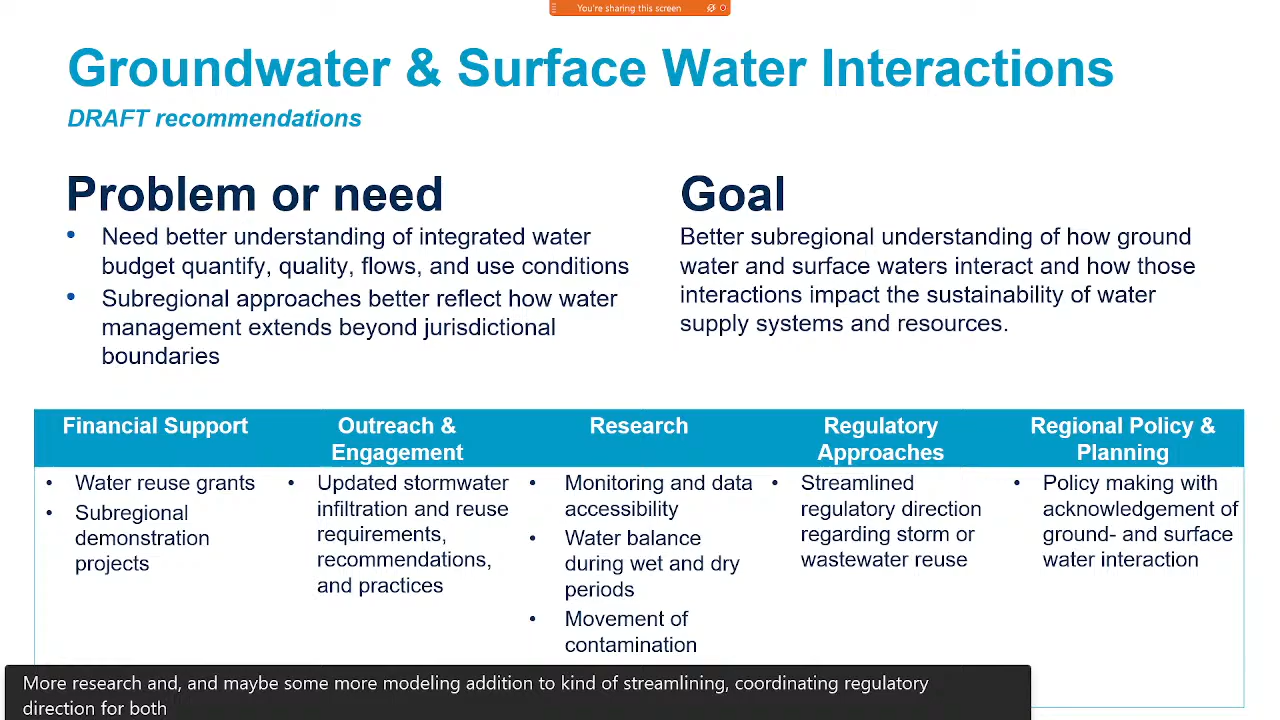 You're sharing this screen
Groundwater & Surface Water Interactions
DRAFT recommendations
Problem or need
• Need better understanding of integrated water
budget quantify, quality, flows, and use conditions
• Subregional approaches better reflect how water
management extends beyond jurisdictional
boundaries
Goal
Better subregional understanding of how ground
water and surface waters interact and how those
interactions impact the sustainability of water
supply systems and resources.
Financial Support
• Water reuse grants
• Subregional
demonstration
projects
Outreach &
Engagement
• Updated stormwater
infiltration and reuse
requirements,
recommendations,
and practices
Research
• Monitoring and data
accessibility
• Water balance
during wet and dry
periods
• Movement of
contamination
Regulatory
Approaches
• Streamlined
regulatory direction
regarding storm or
wastewater reuse
Regional Policy &
Planning
• Policy making with
acknowledgement of
ground- and surface
water interaction
More research and, and maybe some more modeling addition to kind of streamlining, coordinating regulatory
direction for both